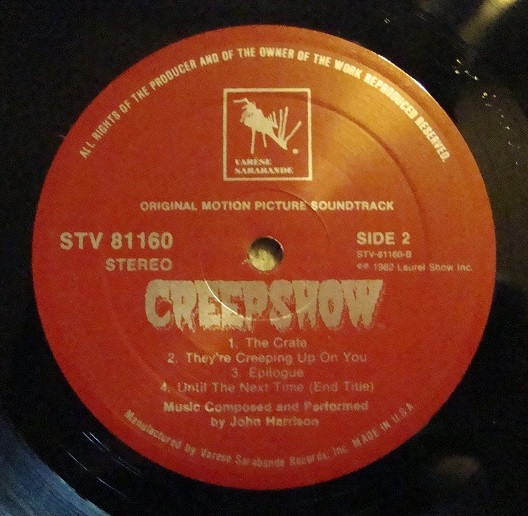 ALL RIGHTS OF THE PRODUCER AND OF THE OWNER OF THE WORK REPRODUCED RESERVED.
VARÈSE
SARABANDE
ORIGINAL MOTION PICTURE SOUNDTRACK
STV 81160
STEREO
SIDE 2
STV-81160-B
℗© 1982 Laurel Show Inc.
CREEPSHOW
1. The Crate
2. They're Creeping Up On You
3. Epilogue
4. Until The Next Time (End Title)
Music Composed and Performed
by John Harrison
Manufactured by Varèse Sarabande Records, Inc. MADE IN U.S.A.